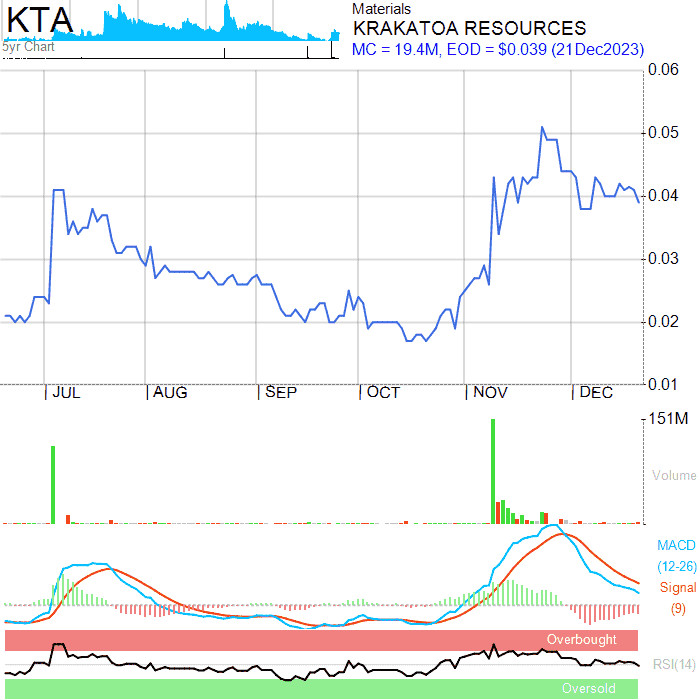 KTA
5yr Chart
Materials
KRAKATOA RESOURCES
MC = 19.4M, EOD = $0.039 (21Dec2023)
0.06
0.05
0.04
0.03
0.02
0.01
JUL AUG SEP OCT NOV DEC
151M
Volume
MACD
(12-26)
Signal
(9)
Overbought
RSI(14)
Oversold